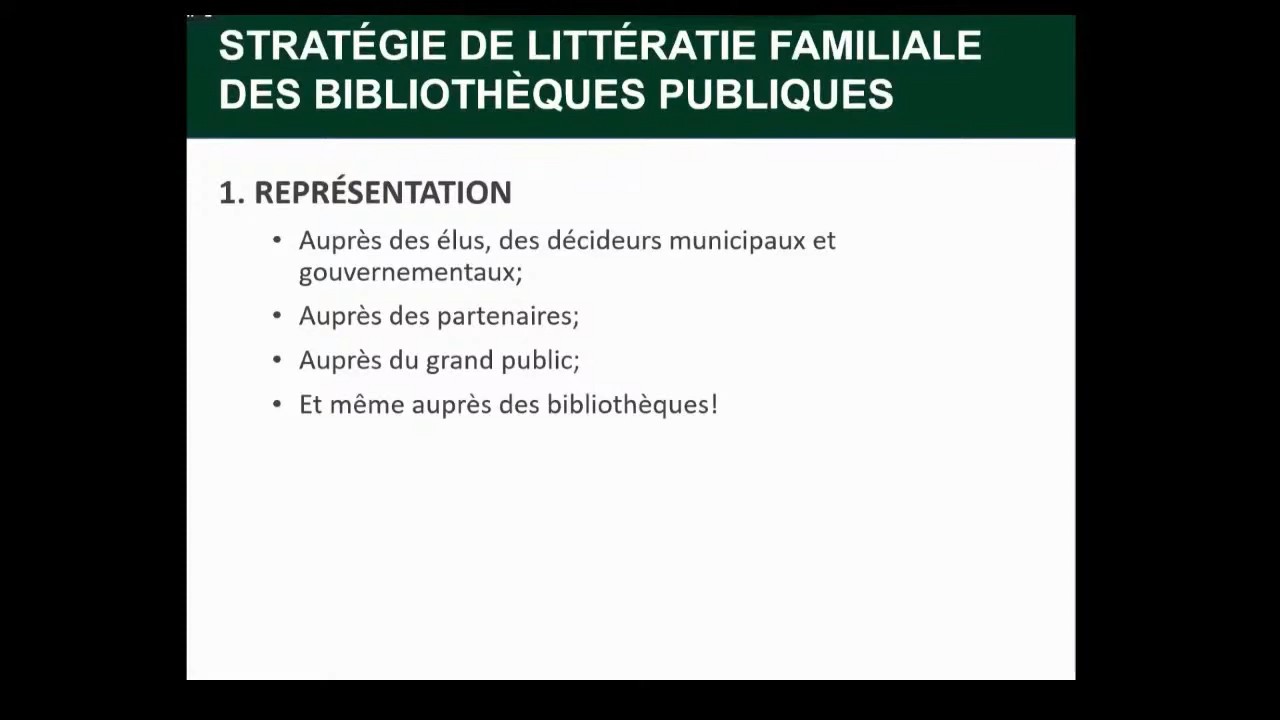 STRATÉGIE DE LITTÉRATIE FAMILIALE
DES BIBLIOTHÈQUES PUBLIQUES
1. REPRÉSENTATION
• Auprès des élus, des décideurs municipaux et
gouvernementaux;
• Auprès des partenaires;
• Auprès du grand public;
• Et même auprès des bibliothèques!